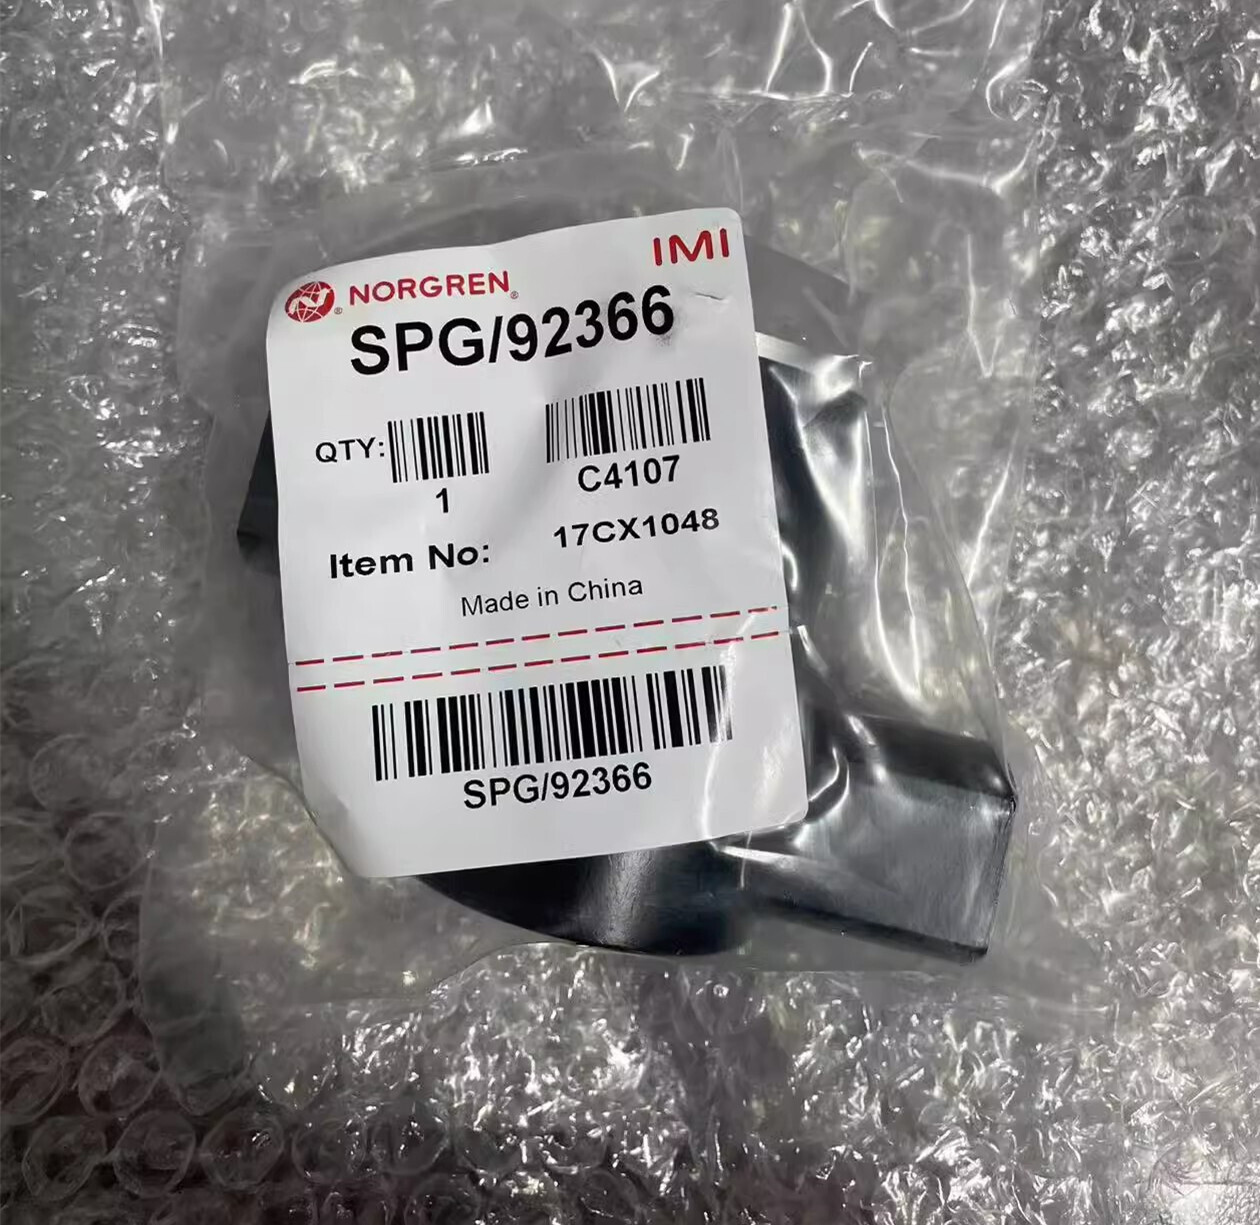 IMI
NORGREN®
SPG/92366
QTY:
1
C4107
Item No: 17CX1048
Made in China
SPG/92366